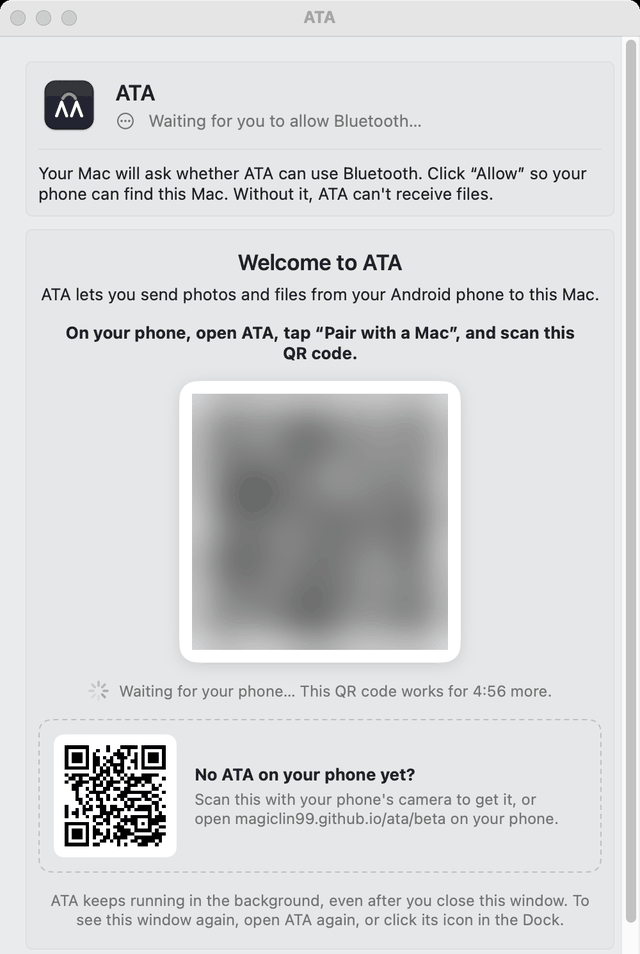 ATA
ATA
Waiting for you to allow Bluetooth...
Your Mac will ask whether ATA can use Bluetooth. Click “Allow” so your
phone can find this Mac. Without it, ATA can't receive files.
Welcome to ATA
ATA lets you send photos and files from your Android phone to this Mac.
On your phone, open ATA, tap “Pair with a Mac”, and scan this
QR code.
Waiting for your phone... This QR code works for 4:56 more.
No ATA on your phone yet?
Scan this with your phone's camera to get it, or
open magiclin99.github.io/ata/beta on your phone.
ATA keeps running in the background, even after you close this window. To
see this window again, open ATA again, or click its icon in the Dock.